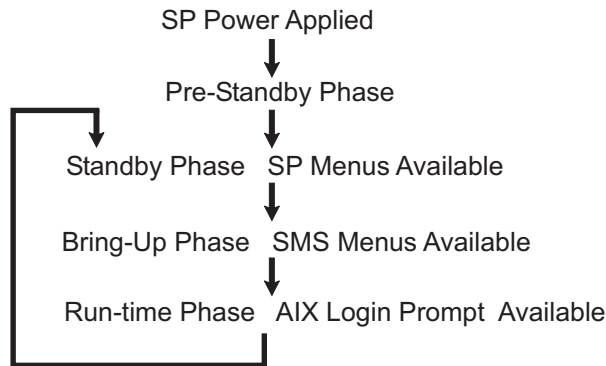 SP Power Applied
Pre-Standby Phase
Standby Phase SP Menus Available
Bring-Up Phase SMS Menus Available
Run-time Phase AIX Login Prompt Available